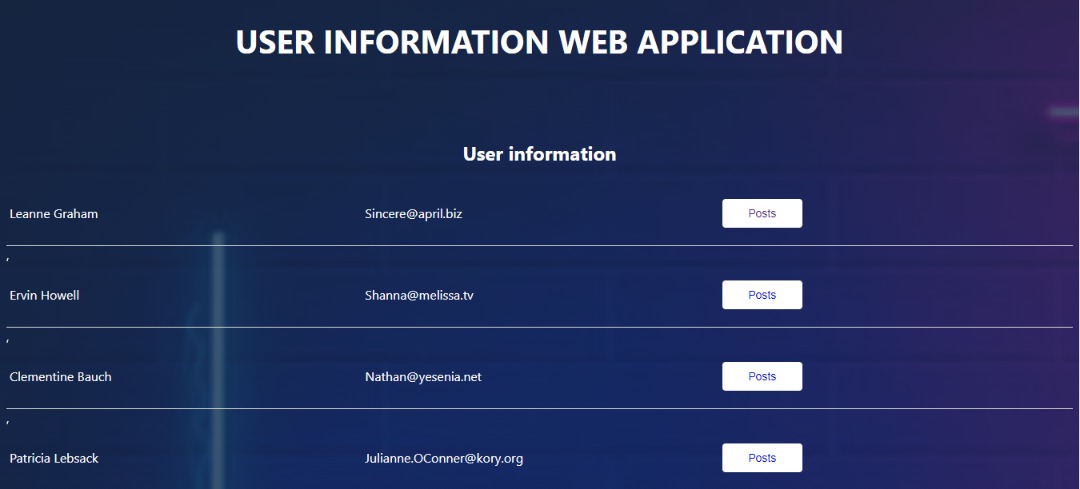 USER INFORMATION WEB APPLICATION
User information
Leanne Graham Sincere@april.biz Posts
,
Ervin Howell Shanna@melissa.tv Posts
,
Clementine Bauch Nathan@yesenia.net Posts
,
Patricia Lebsack Julianne.OConner@kory.org Posts